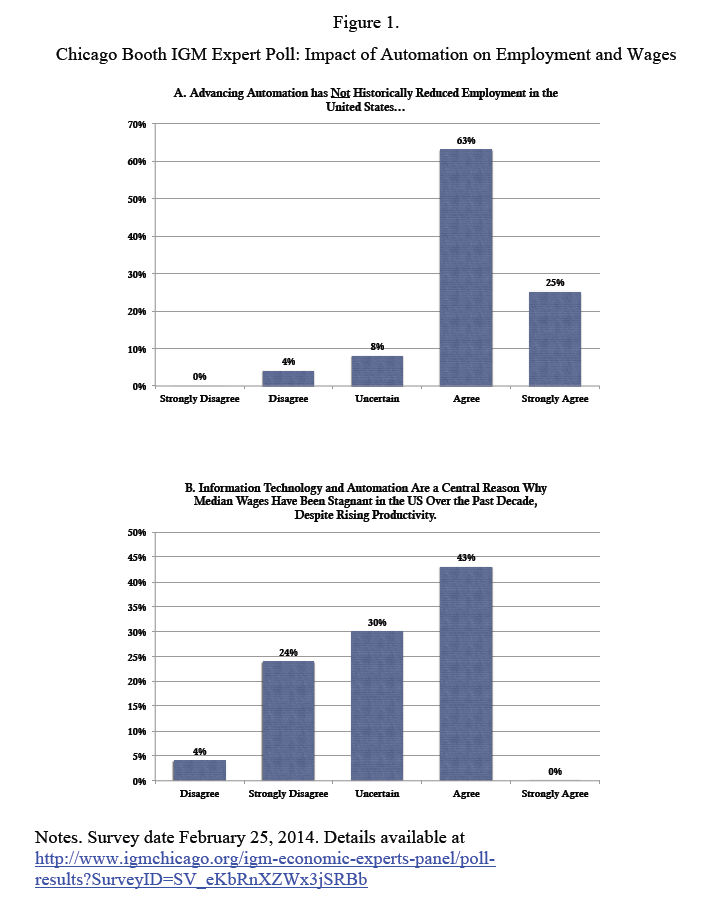 Figure 1.
Chicago Booth IGM Expert Poll: Impact of Automation on Employment and Wages
A. Advancing Automation has Not Historically Reduced Employment in the
United States...
70%
60%
50%
40%
30%
20%
10%
0%
0%
4%
8%
63%
25%
Strongly Disagree
Disagree
Uncertain
Agree
Strongly Agree
B. Information Technology and Automation Are a Central Reason Why
Median Wages Have Been Stagnant in the US Over the Past Decade,
Despite Rising Productivity.
50%
45%
40%
35%
30%
25%
20%
15%
10%
5%
0%
4%
24%
30%
43%
0%
Disagree
Strongly Disagree
Uncertain
Agree
Strongly Agree
Notes. Survey date February 25, 2014. Details available at
http://www.igmchicago.org/igm-economic-experts-panel/poll-
results?SurveyID=SV_eKbRnXZWx3jSRBb